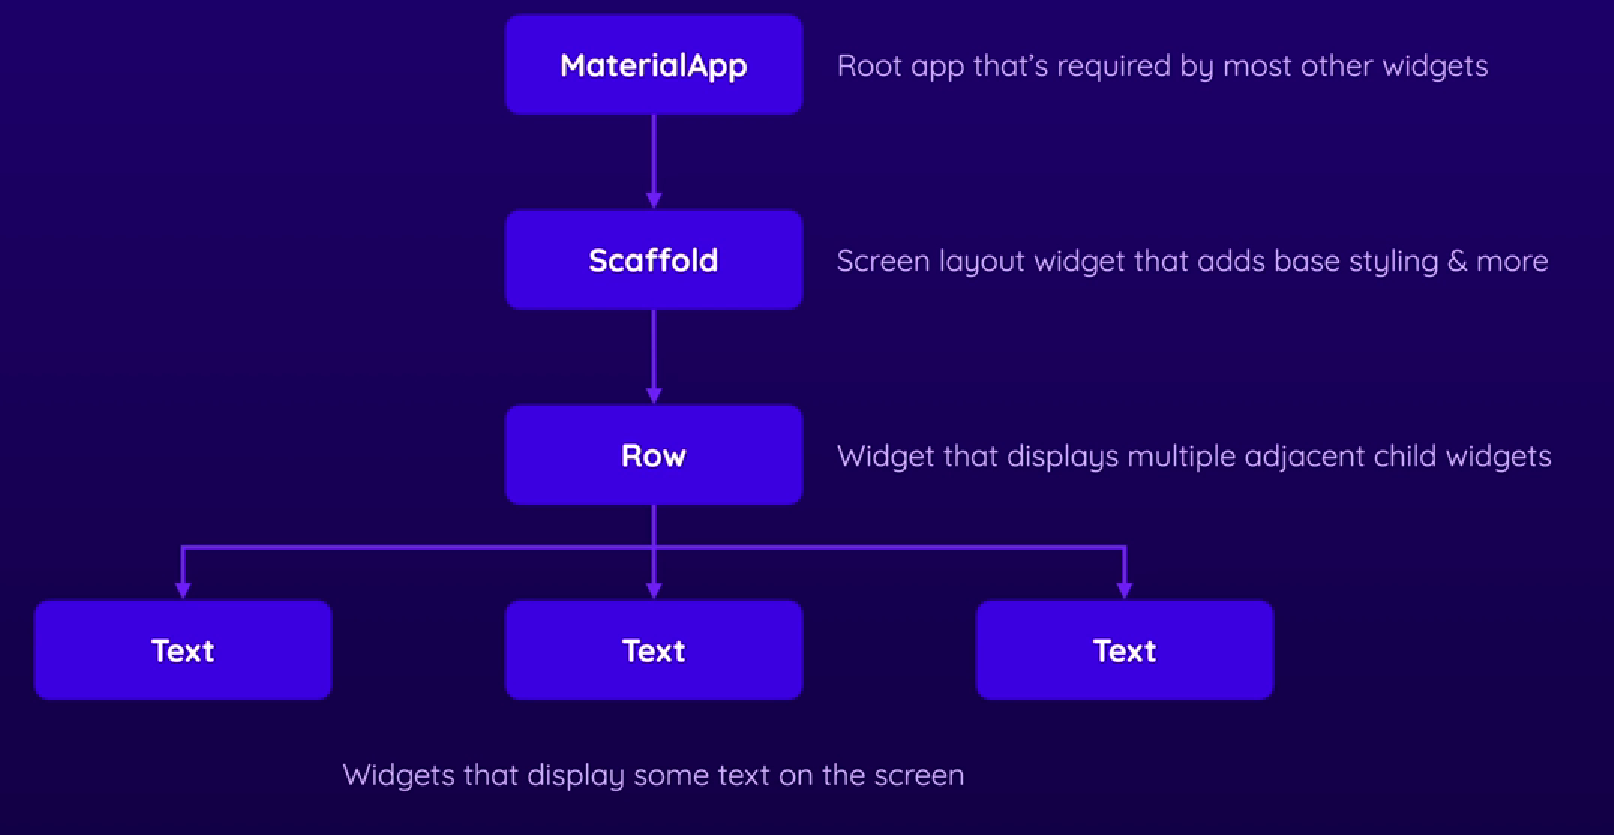 MaterialApp
Root app that’s required by most other widgets
Scaffold
Screen layout widget that adds base styling & more
Row
Widget that displays multiple adjacent child widgets
Text
Text
Text
Widgets that display some text on the screen